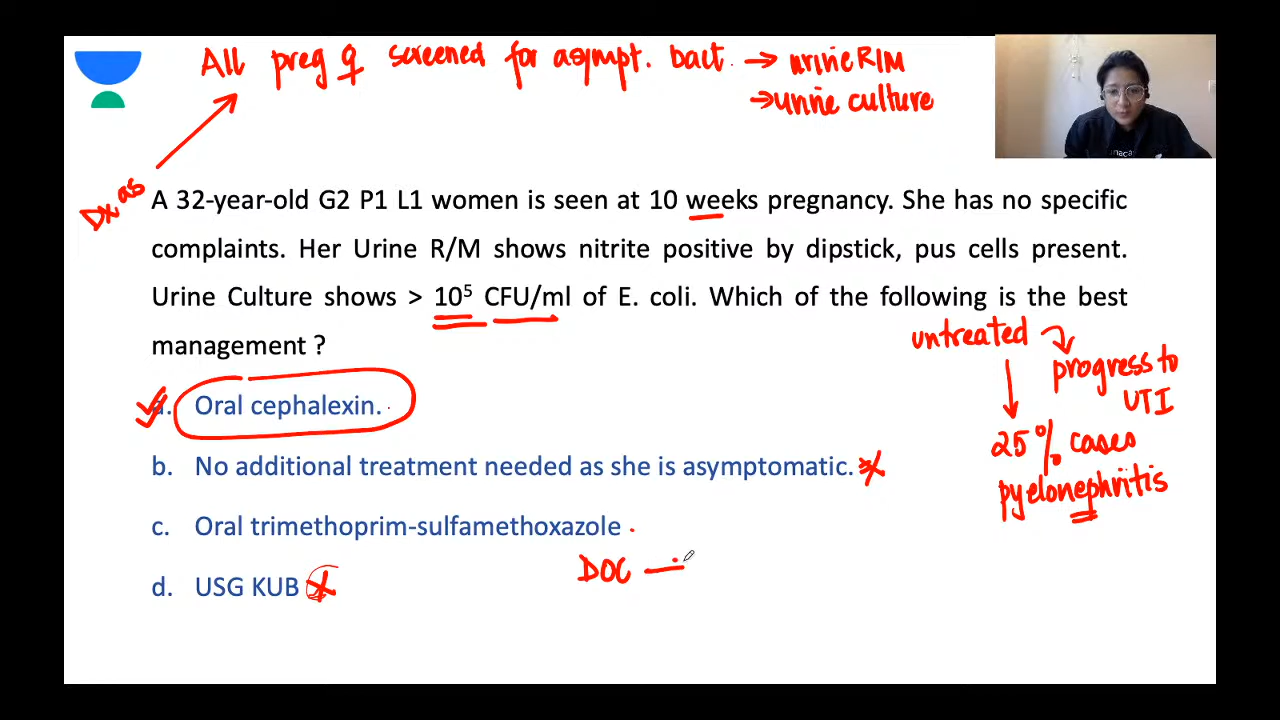 All preg ♀ screened for asympt. bact. → urine R/M
→ urine culture
Dx as
A 32-year-old G2 P1 L1 women is seen at 10 weeks pregnancy. She has no specific
complaints. Her Urine R/M shows nitrite positive by dipstick, pus cells present.
Urine Culture shows > 10⁵ CFU/ml of E. coli. Which of the following is the best
management ?
untreated
progress to
UTI
25% cases
pyelonephritis
a. Oral cephalexin.
b. No additional treatment needed as she is asymptomatic.
c. Oral trimethoprim-sulfamethoxazole
DOC —
d. USG KUB